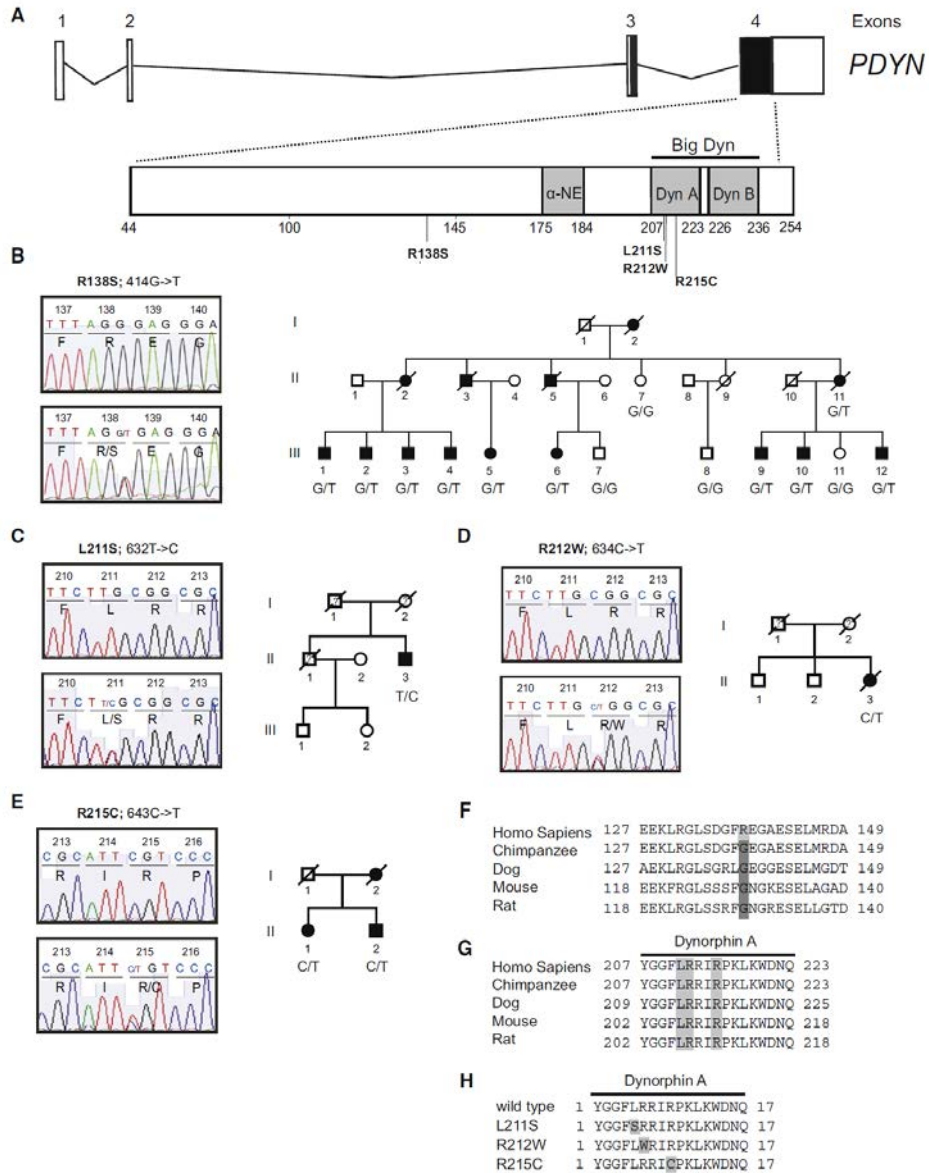 A
1 2 3 4 Exons
PDYN
Big Dyn
α-NE Dyn A Dyn B
44 100 145 175 184 207 223 226 236 254
R138S L211S
R212W
R215C
B
R138S; 414G->T
137 138 139 140
T T T A G G G A G G G A
F R E G
137 138 139 140
T T T A G G/T G A G G G A
F R/S E G
I
1 2
II
1 2 3 4 5 6 7 8 9 10 11
G/G G/T
III
1 2 3 4 5 6 7 8 9 10 11 12
G/T G/T G/T G/T G/T G/T G/G G/G G/T G/T G/G G/T
C
L211S; 632T->C
210 211 212 213
T T C T T G C G G C G C
F L R R
210 211 212 213
T T C T T/C G C G G C G C
F L/S R R
I
1 2
II
1 2 3
T/C
III
1 2
D
R212W; 634C->T
210 211 212 213
T T C T T G C G G C G C
F L R R
210 211 212 213
T T C T T G C/T G G C G C
F L R/W R
I
1 2
II
1 2 3
C/T
E
R215C; 643C->T
213 214 215 216
C G C A T T C G T C C C
R I R P
213 214 215 216
C G C A T T C/T G T C C C
R I R/C P
I
1 2
II
1 2
C/T C/T
F
Homo Sapiens 127 EEKLRGLSDGFREGAESELMRDA 149
Chimpanzee 127 EEKLRGLSDGFGEGAESELMRDA 149
Dog 127 AEKLRGLSGRLGEGGESELMGDT 149
Mouse 118 EEKFRGLSSSFGNGKESELAGAD 140
Rat 118 EEKLRGLSSRFGNGRESELLGTD 140
G
Dynorphin A
Homo Sapiens 207 YGGFLRRIRPKLKWDNQ 223
Chimpanzee 207 YGGFLRRIRPKLKWDNQ 223
Dog 209 YGGFLRRIRPKLKWDNQ 225
Mouse 202 YGGFLRRIRPKLKWDNQ 218
Rat 202 YGGFLRRIRPKLKWDNQ 218
H
Dynorphin A
wild type 1 YGGFLRRIRPKLKWDNQ 17
L211S 1 YGGFSRRIRPKLKWDNQ 17
R212W 1 YGGFLWRIRPKLKWDNQ 17
R215C 1 YGGFLRRICPKLKWDNQ 17